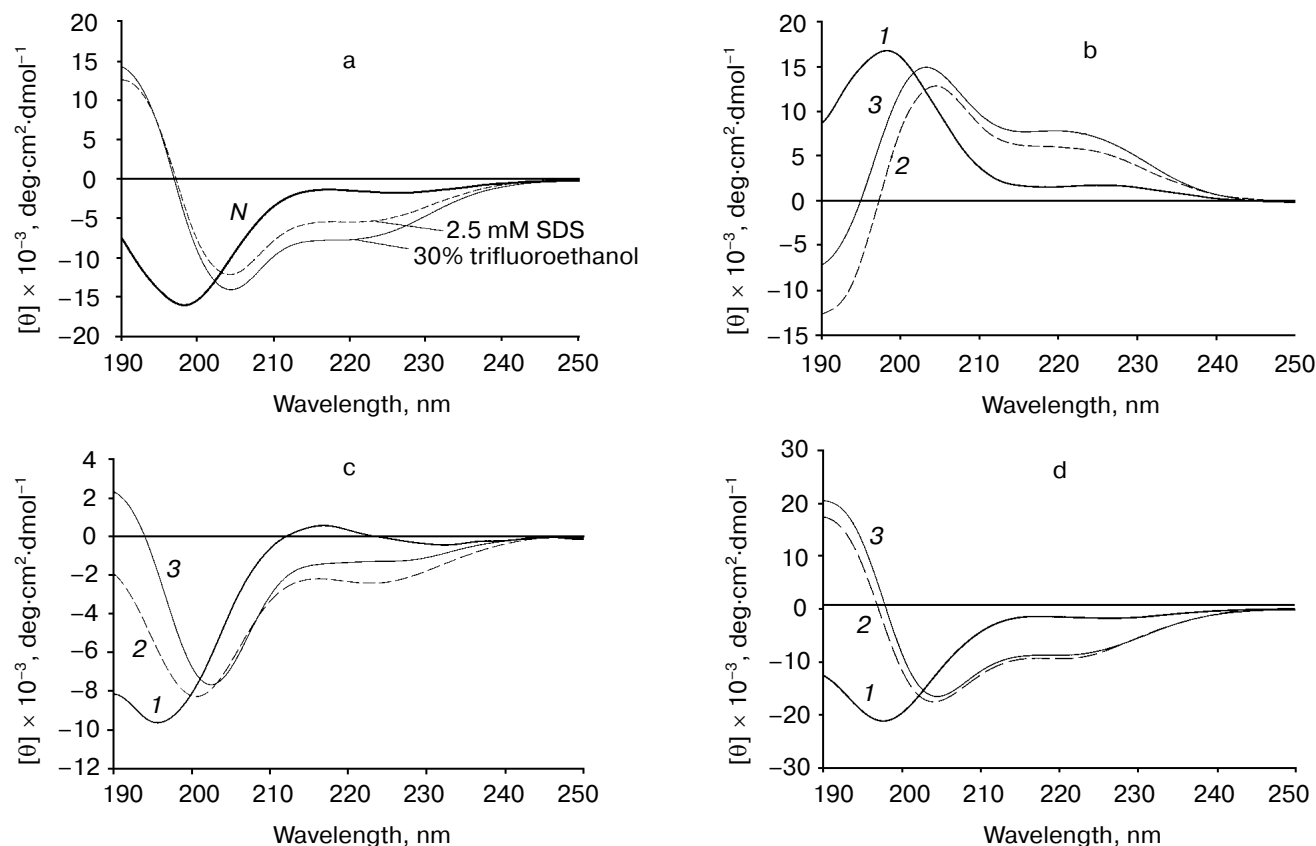 a
[θ] × 10⁻³, deg·cm²·dmol⁻¹
20
15
10
5
0
−5
−10
−15
−20
N
2.5 mM SDS
30% trifluoroethanol
190 200 210 220 230 240 250
Wavelength, nm
b
[θ] × 10⁻³, deg·cm²·dmol⁻¹
20
15
10
5
0
−5
−10
−15
1
3
2
190 200 210 220 230 240 250
Wavelength, nm
c
[θ] × 10⁻³, deg·cm²·dmol⁻¹
4
2
0
−2
−4
−6
−8
−10
−12
3
2
1
190 200 210 220 230 240 250
Wavelength, nm
d
[θ] × 10⁻³, deg·cm²·dmol⁻¹
30
20
10
0
−10
−20
−30
3
2
1
190 200 210 220 230 240 250
Wavelength, nm